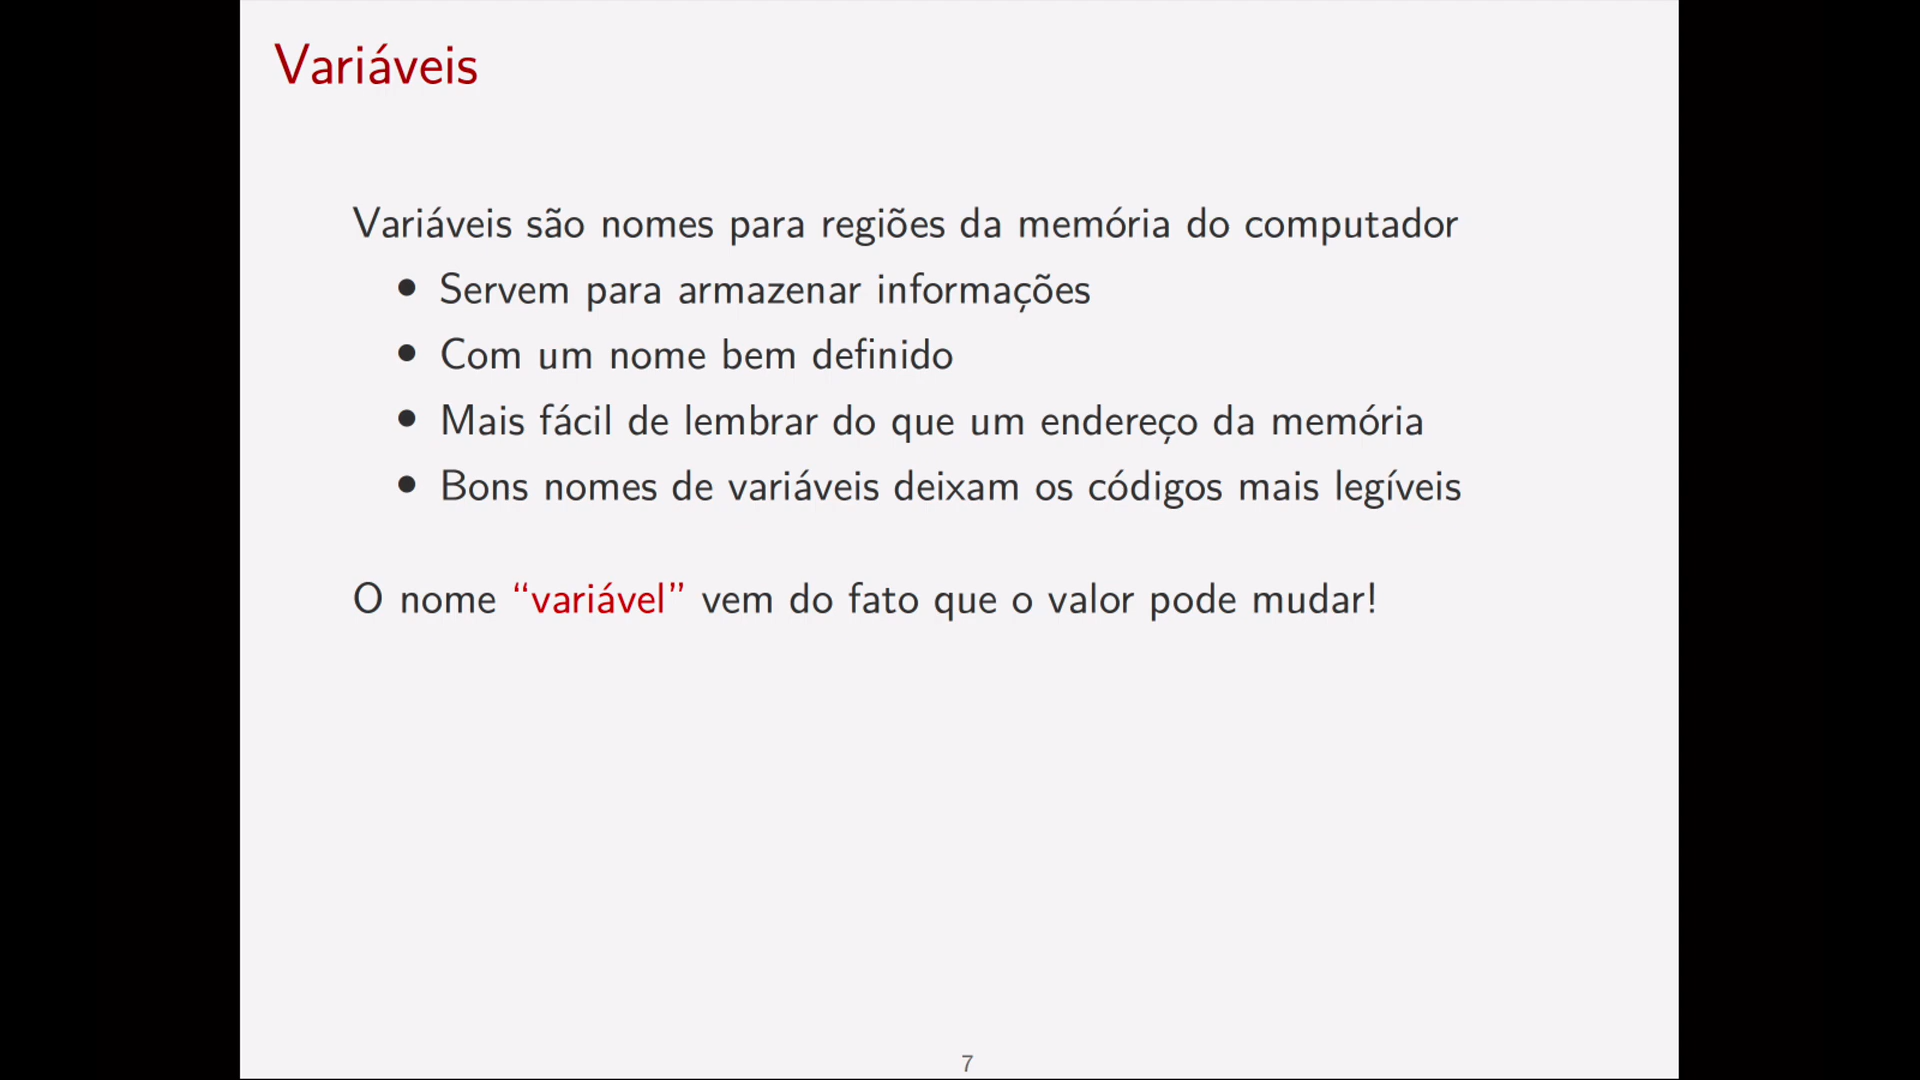 Variáveis
Variáveis são nomes para regiões da memória do computador
• Servem para armazenar informações
• Com um nome bem definido
• Mais fácil de lembrar do que um endereço da memória
• Bons nomes de variáveis deixam os códigos mais legíveis
O nome “variável” vem do fato que o valor pode mudar!
7